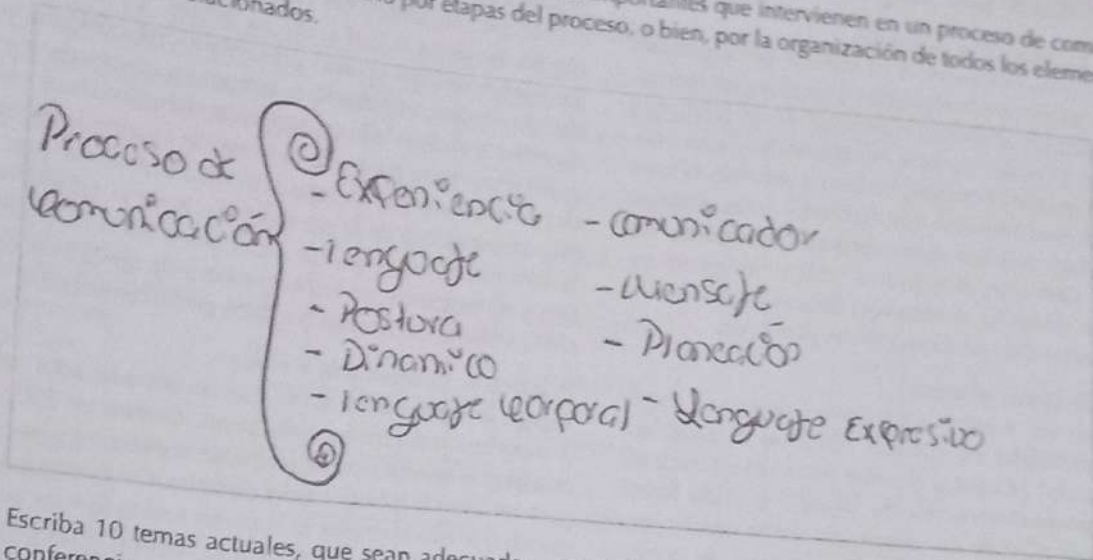 que intervienen en un proceso de com
por etapas del proceso, o bien, por la organización de todos los eleme
Proceso de
comunicación
- Experiencia - comunicador
- lenguaje - Mensaje
- Postura - Planeación
- Dinamico
- lenguaje corporal - lenguaje Expresivo
Escriba 10 temas actuales, que sean